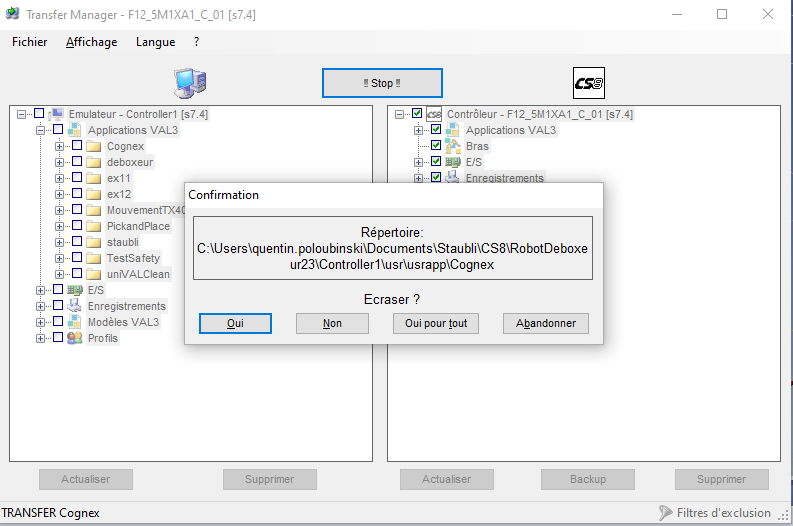 Transfer Manager - F12_5M1XA1_C_01 [s7.4]
Fichier Affichage Langue ?
!! Stop !!
CS8
Emulateur - Controller1 [s7.4]
Applications VAL3
Cognex
deboxeur
ex11
ex12
MouvementTX40
PickandPlace
staubli
TestSafety
uniVALClean
E/S
Enregistrements
Modèles VAL3
Profils
CS8 Contrôleur - F12_5M1XA1_C_01 [s7.4]
Applications VAL3
Bras
E/S
Enregistrements
Confirmation
Répertoire:
C:\Users\quentin.poloubinski\Documents\Staubli\CS8\RobotDeboxe
ur23\Controller1\usr\usrapp\Cognex
Ecraser ?
Oui Non Oui pour tout Abandonner
Actualiser Supprimer Actualiser Backup Supprimer
TRANSFER Cognex Filtres d'exclusion